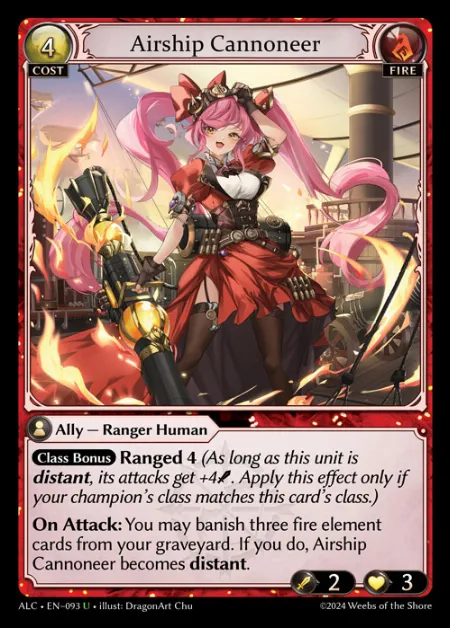 4
Airship Cannoneer
COST
FIRE
Ally — Ranger Human
Class Bonus Ranged 4 (As long as this unit is
distant, its attacks get +4. Apply this effect only if
your champion's class matches this card's class.)
On Attack: You may banish three fire element
cards from your graveyard. If you do, Airship
Cannoneer becomes distant.
2
3
ALC • EN–093 U • illust: DragonArt Chu
©2024 Weebs of the Shore